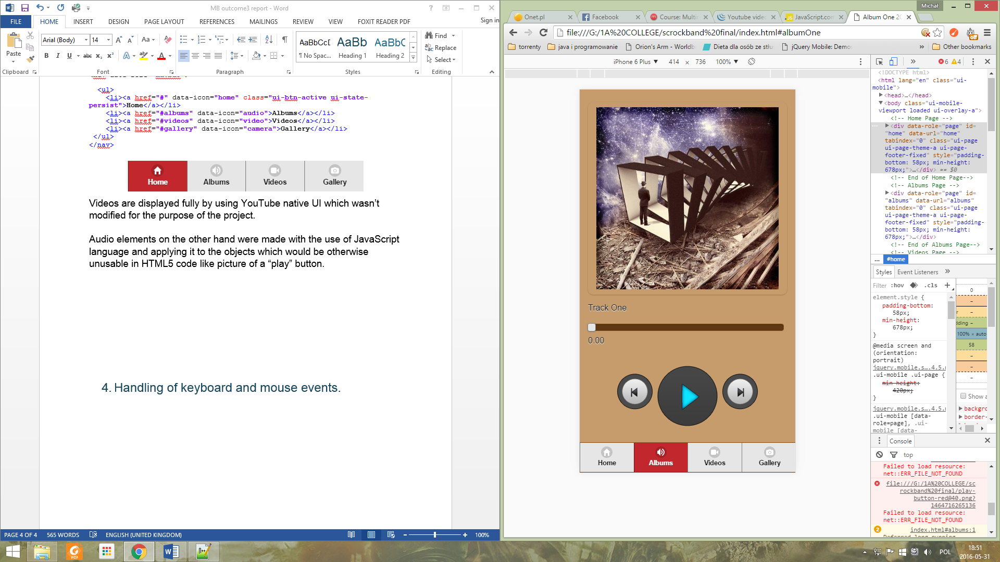 MB outcome3 report - Word
FILE HOME INSERT DESIGN PAGE LAYOUT REFERENCES MAILINGS REVIEW VIEW FOXIT READER PDF Sign in
Paste
Arial (Body) 14
AaBbCcD AaBb AaBbC
¶ No Spac... Heading 1 Heading 2
Find
Replace
Select
Clipboard Font Paragraph Styles Editing
<ul>
<li><a href="#" data-icon="home" class="ui-btn-active ui-state-
persist">Home</a></li>
<li><a href="#albums" data-icon="audio">Albums</a></li>
<li><a href="#videos" data-icon="video">Videos</a></li>
<li><a href="#gallery" data-icon="camera">Gallery</a></li>
</ul>
</nav>
Home Albums Videos Gallery
Videos are displayed fully by using YouTube native UI which wasn’t
modified for the purpose of the project.
Audio elements on the other hand were made with the use of JavaScript
language and applying it to the objects which would be otherwise
unusable in HTML5 code like picture of a “play” button.
4. Handling of keyboard and mouse events.
PAGE 4 OF 4 565 WORDS ENGLISH (UNITED KINGDOM) 100%
Michał
Onet.pl Facebook Course: Multim Youtube video JavaScript.com Album One 20
file:///G:/1A%20COLLEGE/scrockband%20final/index.html#albumOne
torrenty java i programowanie Orion's Arm - Worldb Dieta dla osób ze stłu jQuery Mobile: Demo » Other bookmarks
iPhone 6 Plus 414 × 736 100%
Track One
0.00
Home Albums Videos Gallery
» 6 4
<!DOCTYPE html>
<html lang="en" class="ui-
mobile">
<head>…</head>
<body class="ui-mobile-
viewport loaded ui-overlay-a">
<!-- Home Page -->
<div data-role="page" id=
"home" data-url="home"
tabindex="0" class="ui-page
ui-page-theme-a ui-page-
footer-fixed" style="padding-
bottom: 58px; min-height:
678px;">…</div> == $0
<!-- End of Home Page-->
<!-- Albums Page -->
<div data-role="page" id=
"albums" data-url="albums"
tabindex="0" class="ui-page
ui-page-theme-a ui-page-
footer-fixed" style="padding-
bottom: 58px; min-height:
678px;">…</div>
<!-- End of Albums Page-->
<!-- Videos Page -->
... #home
Styles Event Listeners »
Filter :hov .cls +
element.style {
padding-bottom:
58px;
min-height:
678px;
}
@media screen and
(orientation:
portrait)
jquery.mobile.s….4.5.
.ui-mobile .ui-page {
min-height:
420px;
}
jquery.mobile.s….4.5.
.ui-mobile [data-
role=page], .ui-
mobile [data-
0
–
–
dding –
100% × auto
58
–
–
–
Show a
backgro
border-
Console
top
Failed to load resource:
net::ERR_FILE_NOT_FOUND
file:///G:/1A%20COLLEGE/sc
rockband%20final/play-
button-red@40.png?
1464716265136
Failed to load resource:
net::ERR_FILE_NOT_FOUND
2 index.html#albums:1
POL
18:51
2016-05-31